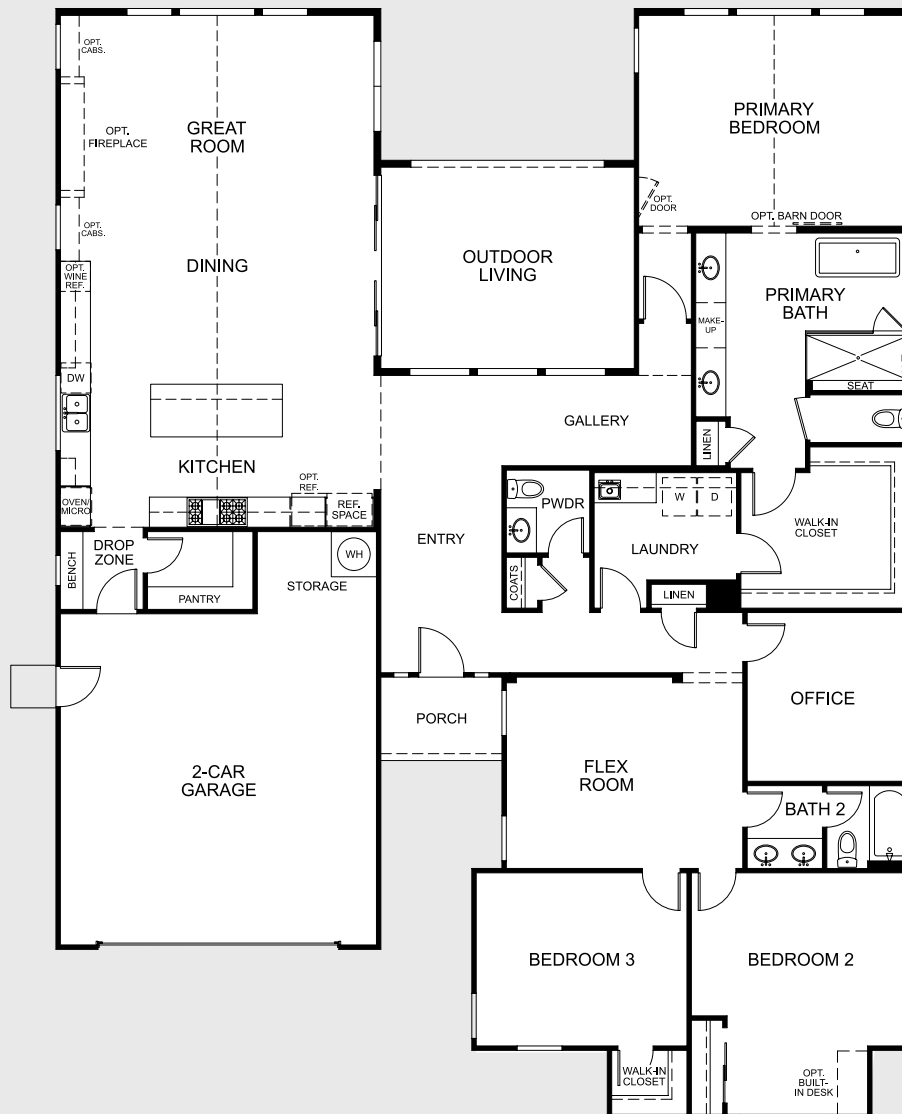 OPT.
CABS.
GREAT
ROOM
OPT.
FIREPLACE
OPT.
CABS.
DINING
OPT.
WINE
REF.
DW
KITCHEN
OPT.
REF.
REF.
SPACE
OVEN/
MICRO
PRIMARY
BEDROOM
OPT.
DOOR
OPT. BARN DOOR
OUTDOOR
LIVING
PRIMARY
BATH
MAKE-
UP
SEAT
GALLERY
LINEN
WALK-IN
CLOSET
PWDR
W
D
LAUNDRY
ENTRY
COATS
LINEN
DROP
ZONE
BENCH
PANTRY
STORAGE
WH
OFFICE
PORCH
2-CAR
GARAGE
FLEX
ROOM
BATH 2
BEDROOM 3
BEDROOM 2
WALK-IN
CLOSET
OPT.
BUILT-
IN DESK